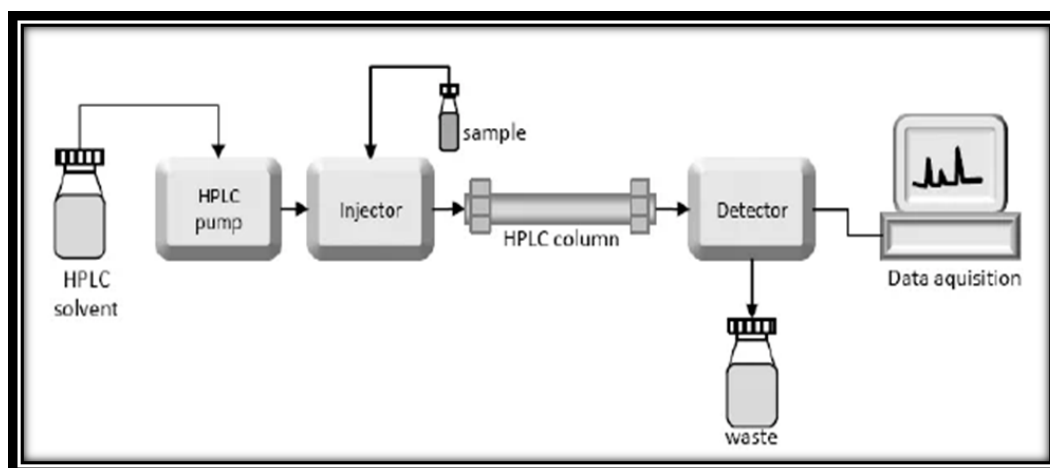 HPLC
solvent
HPLC
pump
Injector
sample
HPLC column
Detector
waste
Data aquisition